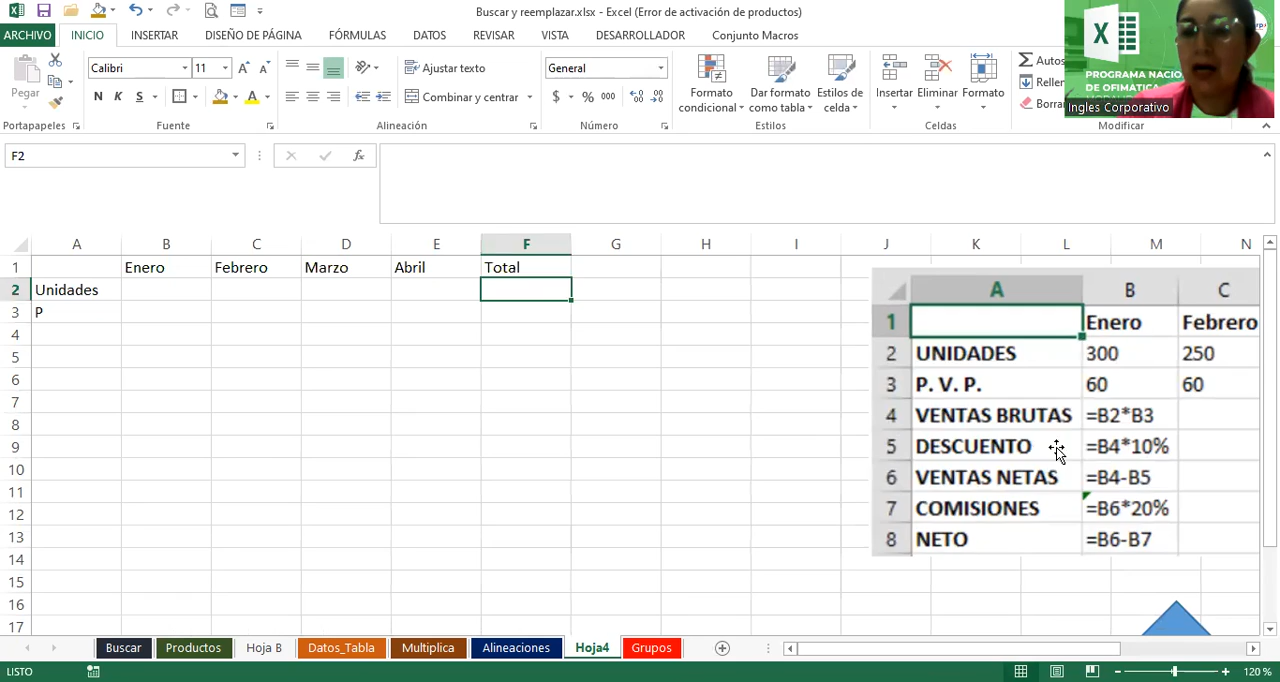 Buscar y reemplazar.xlsx - Excel (Error de activación de productos)
ARCHIVO INICIO INSERTAR DISEÑO DE PÁGINA FÓRMULAS DATOS REVISAR VISTA DESARROLLADOR Conjunto Macros
Pegar
Calibri 11
N K S
Ajustar texto
Combinar y centrar
General
$ % 000
Formato condicional
Dar formato como tabla
Estilos de celda
Insertar
Eliminar
Formato
Autos
Rellen
Borra
Portapapeles Fuente Alineación Número Estilos Celdas Modificar
PROGRAMA NACIO
DE OFIMÁTICA
Ingles Corporativo
F2 fx
A B C D E F G H I J K L M N
1 Enero Febrero Marzo Abril Total
2 Unidades
3 P
4
5
6
7
8
9
10
11
12
13
14
15
16
17
A B C
1 Enero Febrero
2 UNIDADES 300 250
3 P. V. P. 60 60
4 VENTAS BRUTAS =B2*B3
5 DESCUENTO =B4*10%
6 VENTAS NETAS =B4-B5
7 COMISIONES =B6*20%
8 NETO =B6-B7
Buscar Productos Hoja B Datos_Tabla Multiplica Alineaciones Hoja4 Grupos
LISTO 120 %